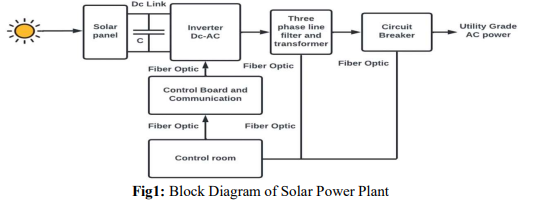 Dc Link
Solar
panel
C
Inverter
Dc-AC
Three
phase line
filter and
transformer
Circuit
Breaker
Utility Grade
AC power
Fiber Optic
Fiber Optic
Fiber Optic
Control Board and
Communication
Fiber Optic
Fiber Optic
Control room
Fig1: Block Diagram of Solar Power Plant